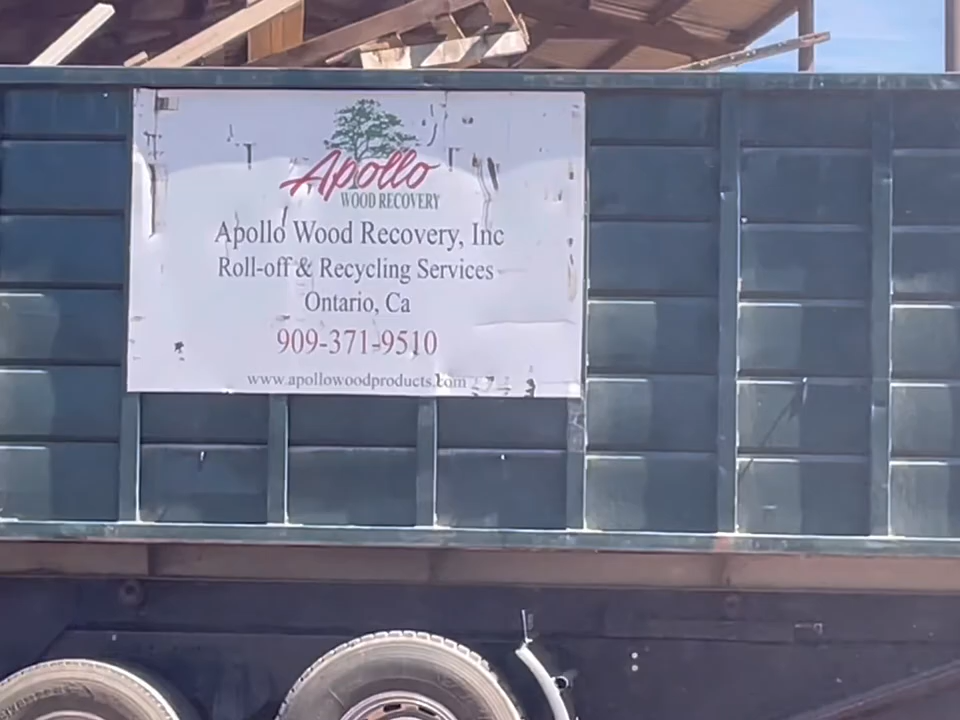 Apollo
WOOD RECOVERY
Apollo Wood Recovery, Inc
Roll-off & Recycling Services
Ontario, Ca
909-371-9510
www.apollowoodproducts.com